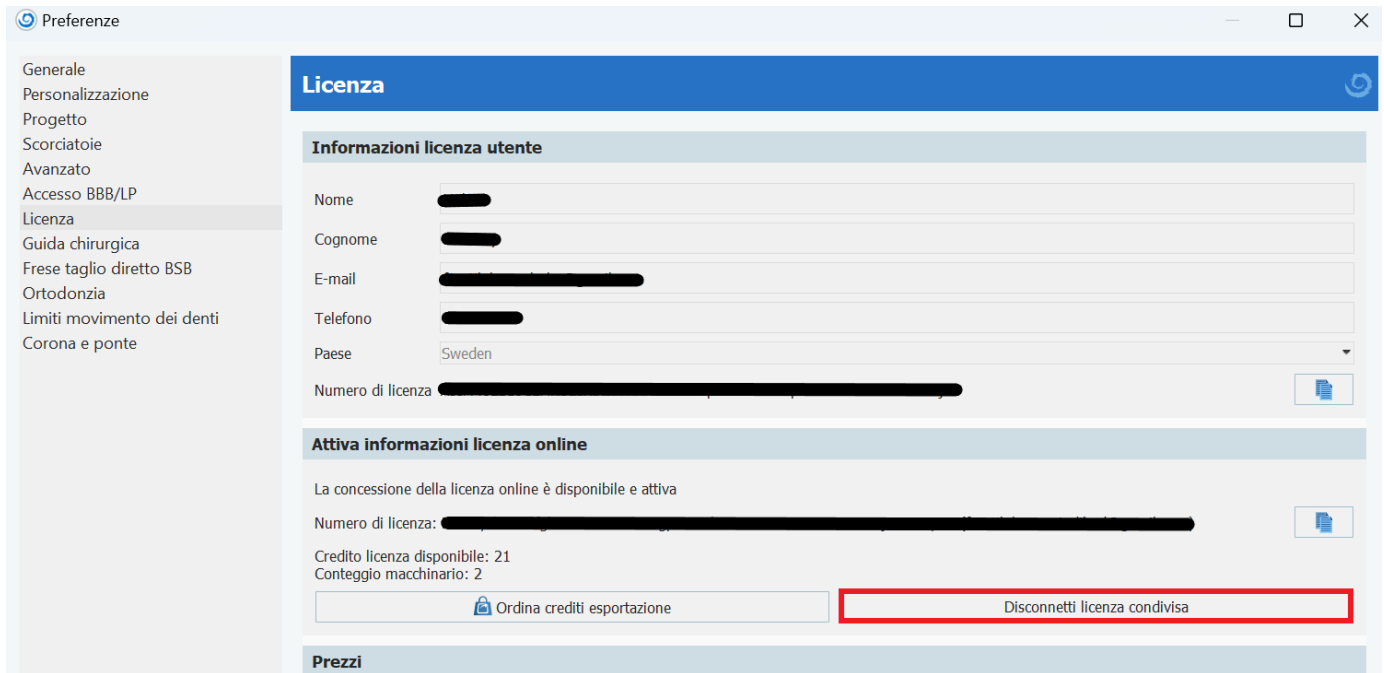 Preferenze
Generale
Personalizzazione
Progetto
Scorciatoie
Avanzato
Accesso BBB/LP
Licenza
Guida chirurgica
Frese taglio diretto BSB
Ortodonzia
Limiti movimento dei denti
Corona e ponte
Licenza
Informazioni licenza utente
Nome
Cognome
E-mail
Telefono
Paese Sweden
Numero di licenza
Attiva informazioni licenza online
La concessione della licenza online è disponibile e attiva
Numero di licenza:
Credito licenza disponibile: 21
Conteggio macchinario: 2
Ordina crediti esportazione Disconnetti licenza condivisa
Prezzi